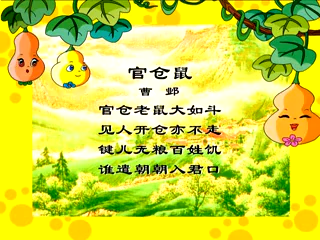 官仓鼠
曹 邺
官仓老鼠大如斗
见人开仓亦不走
键儿无粮百姓饥
谁遣朝朝入君口